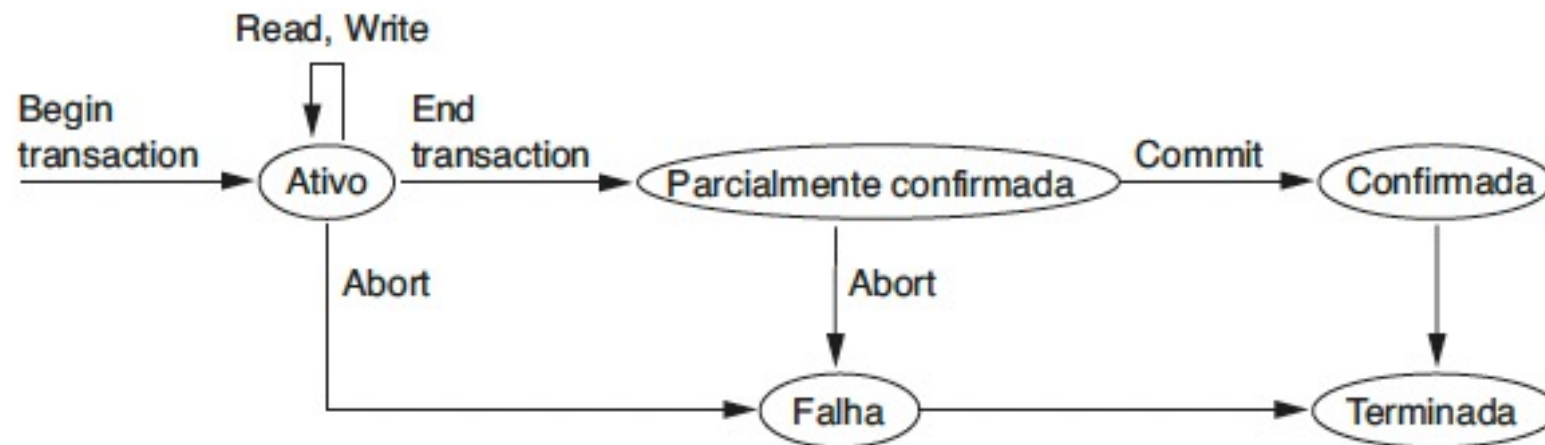 Read, Write
Begin
transaction
End
transaction
Ativo
Parcialmente confirmada
Commit
Confirmada
Abort
Abort
Falha
Terminada